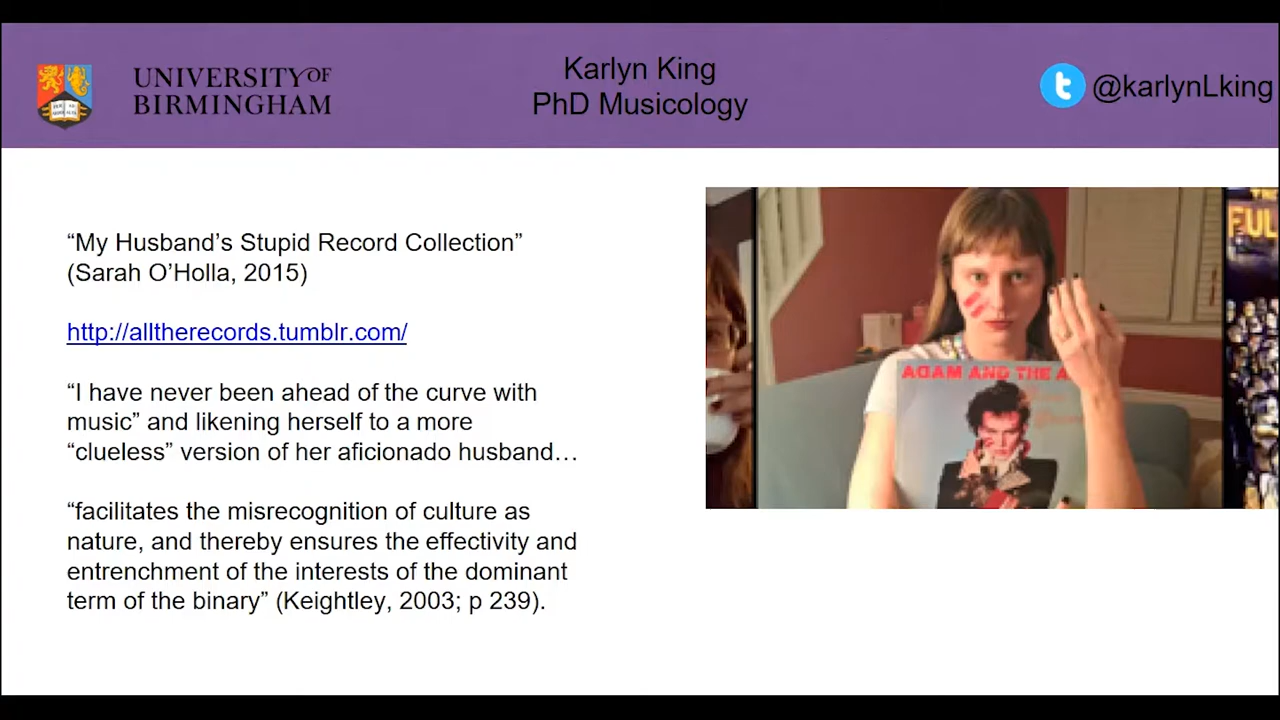 UNIVERSITY OF
BIRMINGHAM
Karlyn King
PhD Musicology
@karlynLking
“My Husband’s Stupid Record Collection”
(Sarah O’Holla, 2015)
http://alltherecords.tumblr.com/
“I have never been ahead of the curve with
music” and likening herself to a more
“clueless” version of her aficionado husband…
“facilitates the misrecognition of culture as
nature, and thereby ensures the effectivity and
entrenchment of the interests of the dominant
term of the binary” (Keightley, 2003; p 239).
ADAM AND THE A
FUL